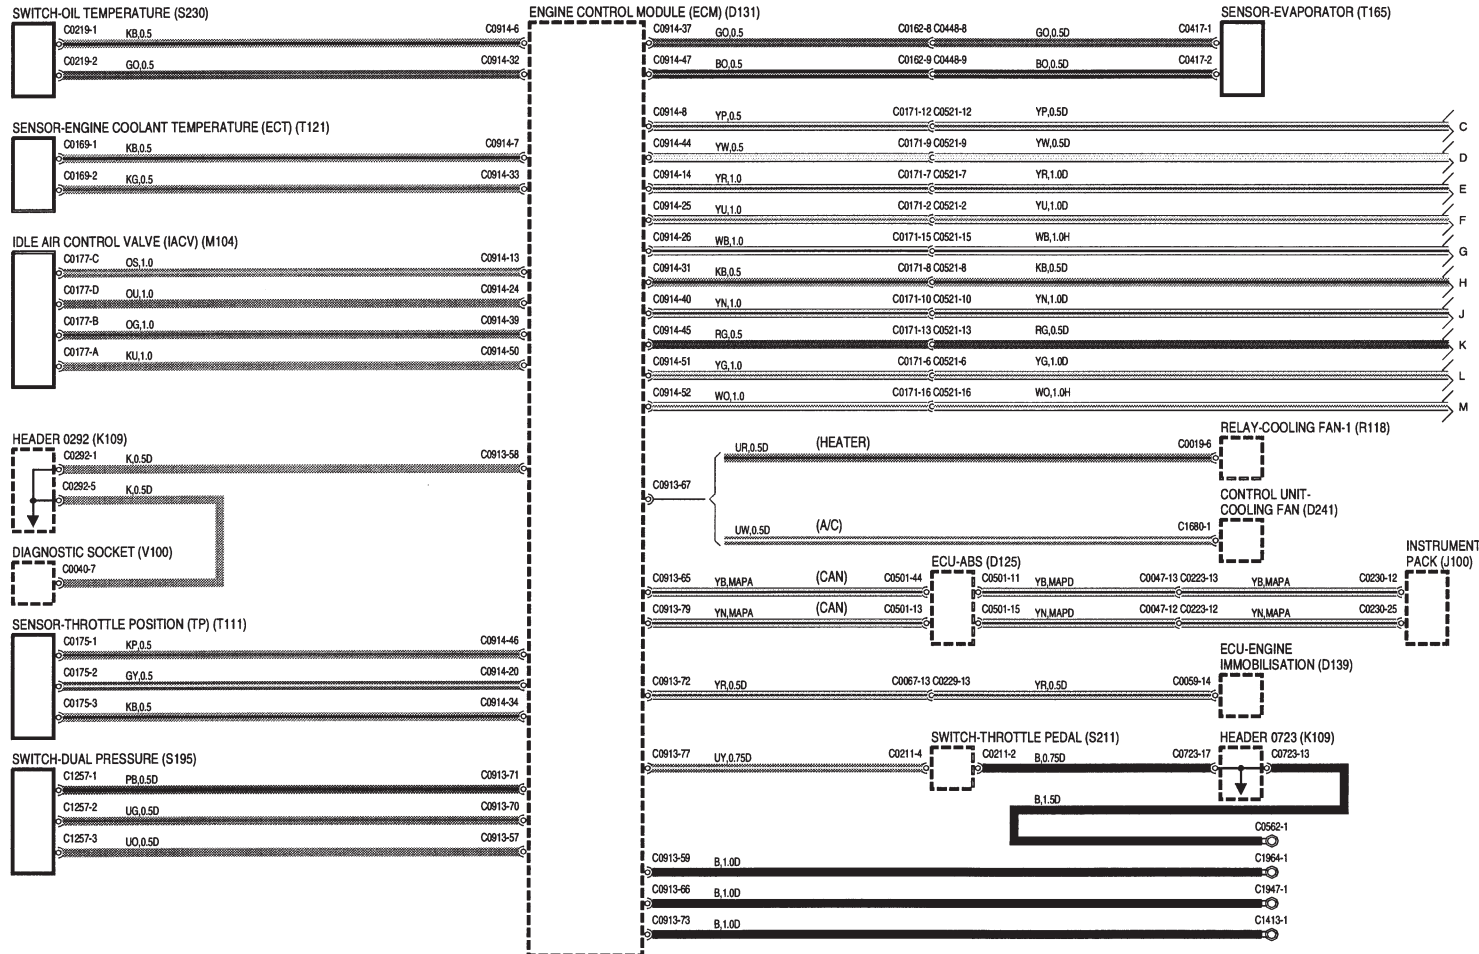 SWITCH-OIL TEMPERATURE (S230)
C0219-1 KB,0.5 C0914-6
C0219-2 GO,0.5 C0914-32
SENSOR-ENGINE COOLANT TEMPERATURE (ECT) (T121)
C0169-1 KB,0.5 C0914-7
C0169-2 KG,0.5 C0914-33
IDLE AIR CONTROL VALVE (IACV) (M104)
C0177-C OS,1.0 C0914-13
C0177-D OU,1.0 C0914-24
C0177-B OG,1.0 C0914-39
C0177-A KU,1.0 C0914-50
HEADER 0292 (K109)
C0292-1 K,0.5D C0913-58
C0292-5 K,0.5D
DIAGNOSTIC SOCKET (V100)
C0040-7
SENSOR-THROTTLE POSITION (TP) (T111)
C0175-1 KP,0.5 C0914-46
C0175-2 GY,0.5 C0914-20
C0175-3 KB,0.5 C0914-34
SWITCH-DUAL PRESSURE (S195)
C1257-1 PB,0.5D C0913-71
C1257-2 UG,0.5D C0913-70
C1257-3 UO,0.5D C0913-57
ENGINE CONTROL MODULE (ECM) (D131)
SENSOR-EVAPORATOR (T165)
C0914-37 GO,0.5 C0162-8 C0448-8 GO,0.5D C0417-1
C0914-47 BO,0.5 C0162-9 C0448-9 BO,0.5D C0417-2
C0914-8 YP,0.5 C0171-12 C0521-12 YP,0.5D C
C0914-44 YW,0.5 C0171-9 C0521-9 YW,0.5D D
C0914-14 YR,1.0 C0171-7 C0521-7 YR,1.0D E
C0914-25 YU,1.0 C0171-2 C0521-2 YU,1.0D F
C0914-26 WB,1.0 C0171-15 C0521-15 WB,1.0H G
C0914-31 KB,0.5 C0171-8 C0521-8 KB,0.5D H
C0914-40 YN,1.0 C0171-10 C0521-10 YN,1.0D J
C0914-45 RG,0.5 C0171-13 C0521-13 RG,0.5D K
C0914-51 YG,1.0 C0171-6 C0521-6 YG,1.0D L
C0914-52 WO,1.0 C0171-16 C0521-16 WO,1.0H M
RELAY-COOLING FAN-1 (R118)
UR,0.5D (HEATER) C0019-6
C0913-67
CONTROL UNIT-
COOLING FAN (D241)
UW,0.5D (A/C) C1680-1
ECU-ABS (D125)
INSTRUMENT
PACK (J100)
C0913-65 YB,MAPA (CAN) C0501-44 C0501-11 YB,MAPD C0047-13 C0223-13 YB,MAPA C0230-12
C0913-79 YN,MAPA (CAN) C0501-13 C0501-15 YN,MAPD C0047-12 C0223-12 YN,MAPA C0230-25
ECU-ENGINE
IMMOBILISATION (D139)
C0913-72 YR,0.5D C0067-13 C0229-13 YR,0.5D C0059-14
SWITCH-THROTTLE PEDAL (S211)
HEADER 0723 (K109)
C0913-77 UY,0.75D C0211-4 C0211-2 B,0.75D C0723-17 C0723-13
B,1.5D
C0562-1
C0913-59 B,1.0D C1964-1
C0913-66 B,1.0D C1947-1
C0913-73 B,1.0D C1413-1